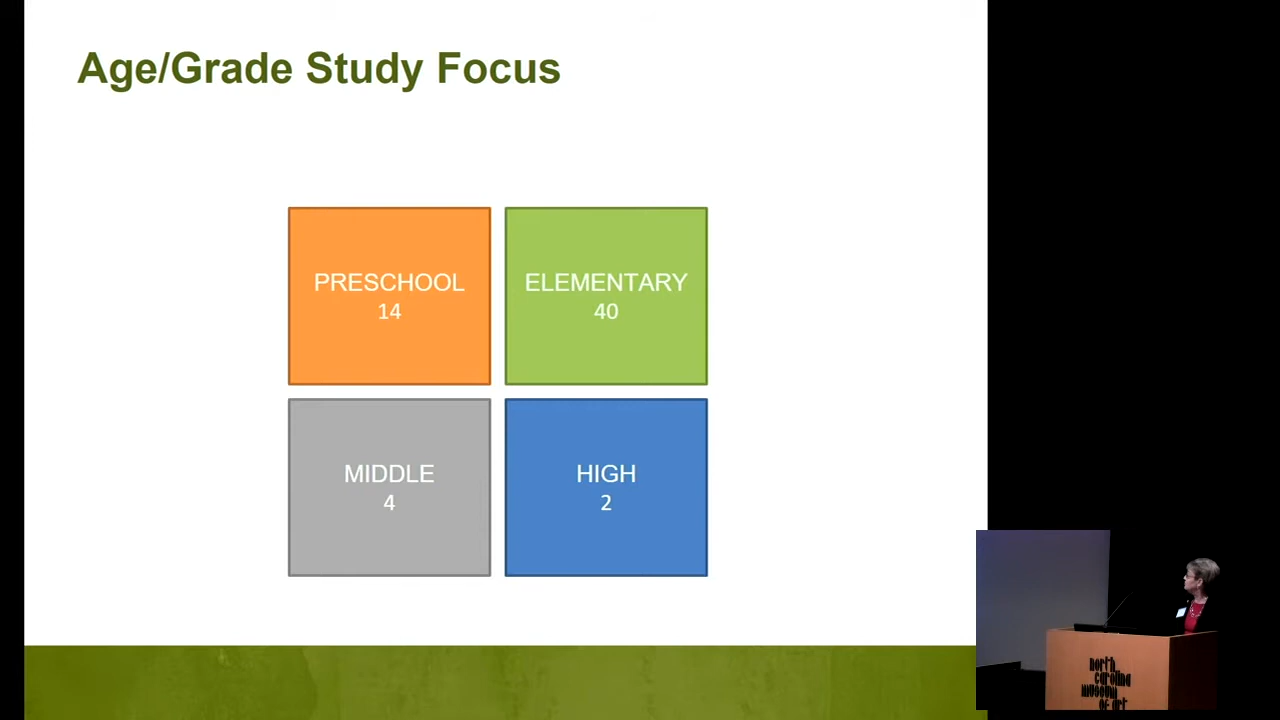 Age/Grade Study Focus
PRESCHOOL
14
ELEMENTARY
40
MIDDLE
4
HIGH
2
north
carolina
museum
of art